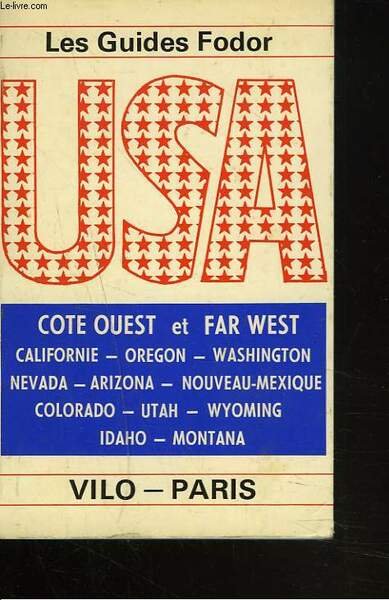 Le-livre.com
Les Guides Fodor
USA
COTE OUEST et FAR WEST
CALIFORNIE — OREGON — WASHINGTON
NEVADA — ARIZONA — NOUVEAU-MEXIQUE
COLORADO — UTAH — WYOMING
IDAHO — MONTANA
VILO — PARIS